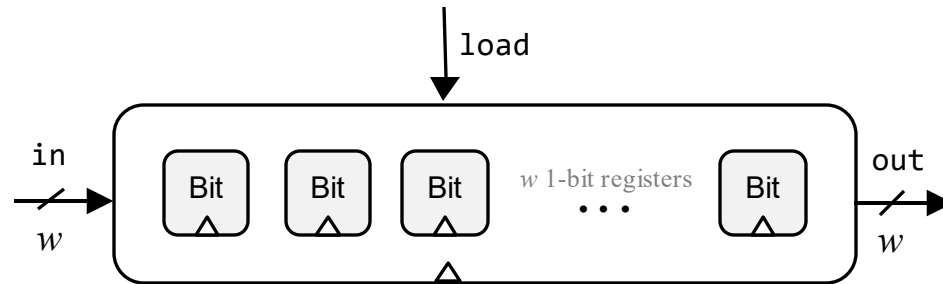 load
in
w
Bit
Bit
Bit
w 1-bit registers
• • •
Bit
out
w